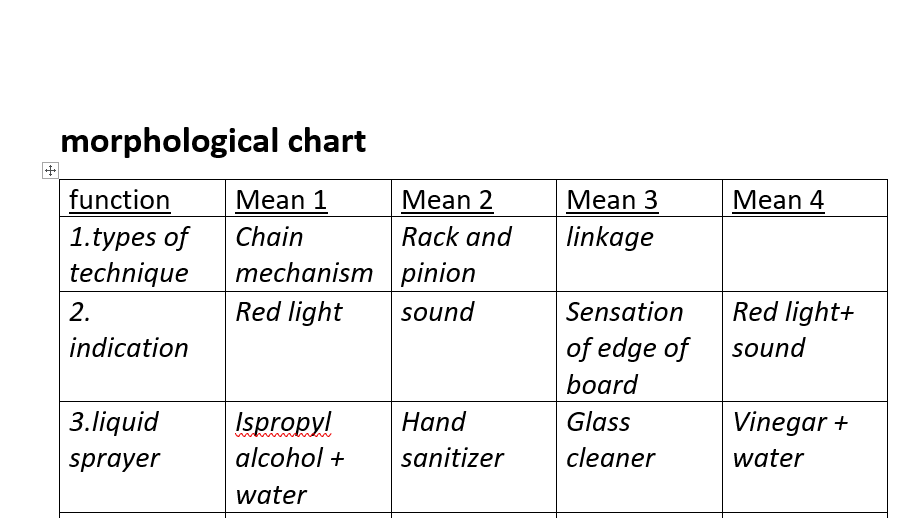 morphological chart
function Mean 1 Mean 2 Mean 3 Mean 4
1.types of Chain Rack and linkage
technique mechanism pinion
2. Red light sound Sensation Red light+
indication of edge of sound
board
3.liquid Ispropyl Hand Glass Vinegar +
sprayer alcohol + sanitizer cleaner water
water